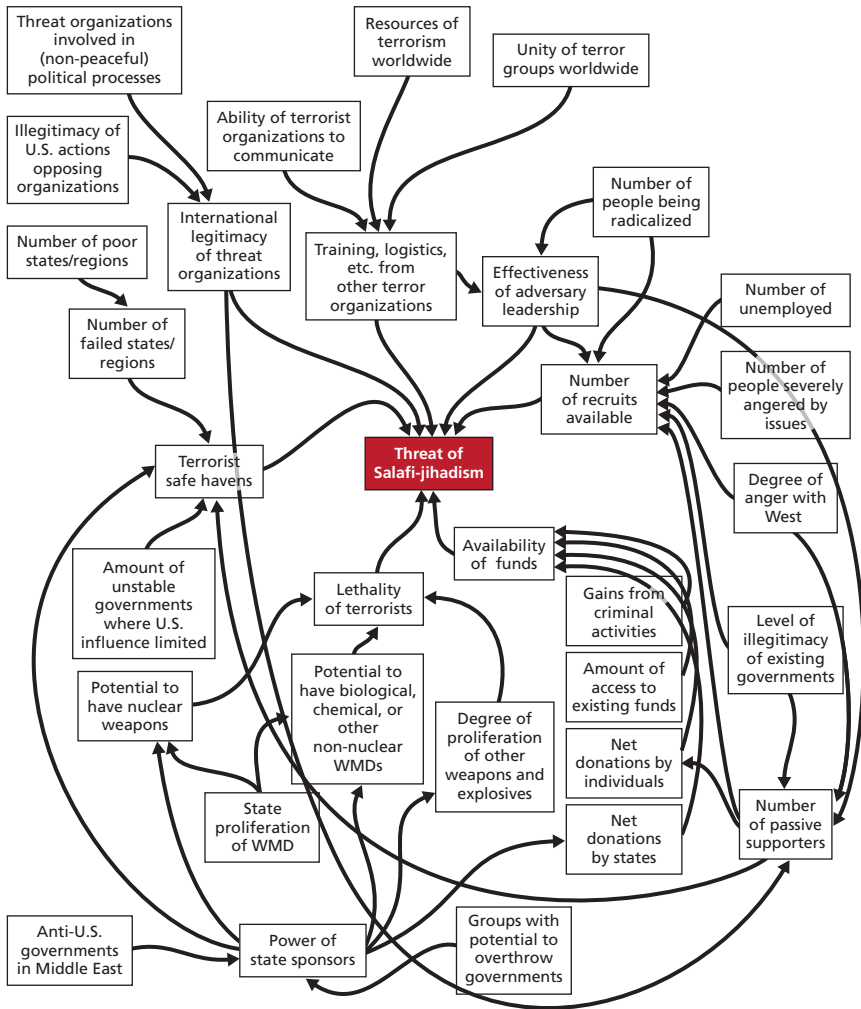 Threat organizations
involved in
(non-peaceful)
political processes
Resources of
terrorism
worldwide
Unity of terror
groups worldwide
Illegitimacy of
U.S. actions
opposing
organizations
Ability of terrorist
organizations to
communicate
Number of
people being
radicalized
International
legitimacy
of threat
organizations
Number of poor
states/regions
Training, logistics,
etc. from
other terror
organizations
Effectiveness
of adversary
leadership
Number of
unemployed
Number of
failed states/
regions
Number
of recruits
available
Number of
people severely
angered by
issues
Terrorist
safe havens
Threat of
Salafi-jihadism
Degree of
anger with
West
Availability
of funds
Amount of
unstable
governments
where U.S.
influence limited
Lethality
of terrorists
Gains from
criminal
activities
Level of
illegitimacy
of existing
governments
Potential to
have nuclear
weapons
Potential to
have biological,
chemical, or
other
non-nuclear
WMDs
Amount of
access to
existing funds
Degree of
proliferation
of other
weapons and
explosives
Net
donations by
individuals
State
proliferation
of WMD
Net
donations
by states
Number
of passive
supporters
Anti-U.S.
governments
in Middle East
Power of
state sponsors
Groups with
potential to
overthrow
governments